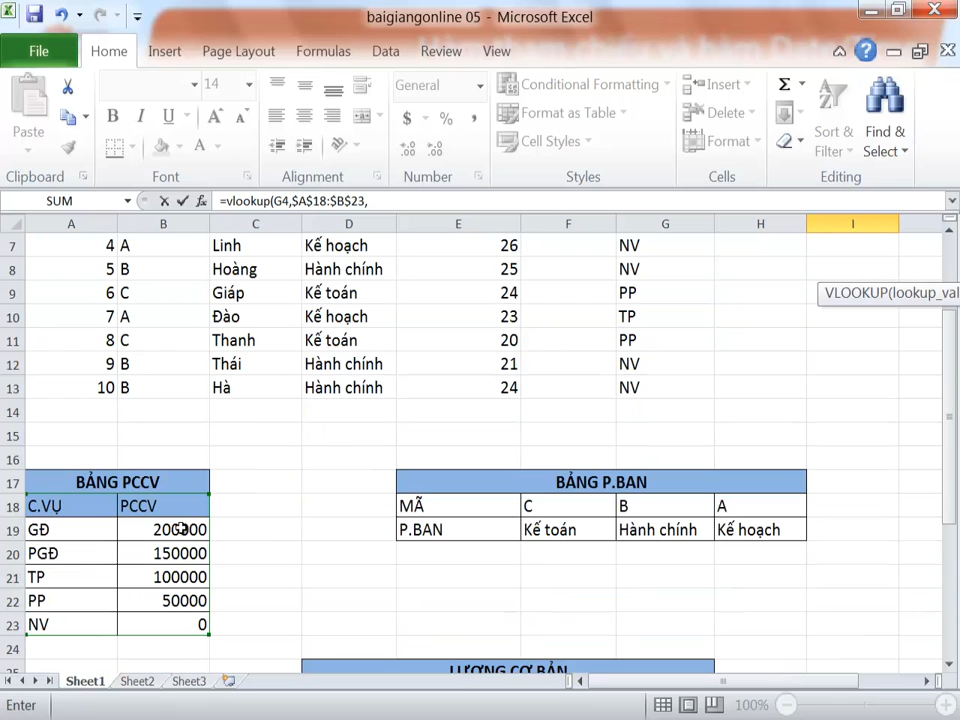 baigiangonline 05 - Microsoft Excel
File Home Insert Page Layout Formulas Data Review View
Paste
14
General
Conditional Formatting
Format as Table
Cell Styles
Insert
Delete
Format
Sort & Filter
Find & Select
Clipboard Font Alignment Number Styles Cells Editing
SUM =vlookup(G4,$A$18:$B$23,
A B C D E F G H I
7 4 A Linh Kế hoạch 26 NV
8 5 B Hoàng Hành chính 25 NV
9 6 C Giáp Kế toán 24 PP
VLOOKUP(lookup_val
10 7 A Đào Kế hoạch 23 TP
11 8 C Thanh Kế toán 20 PP
12 9 B Thái Hành chính 21 NV
13 10 B Hà Hành chính 24 NV
14
15
16
17 BẢNG PCCV BẢNG P.BAN
18 C.VỤ PCCV MÃ C B A
19 GĐ 200000 P.BAN Kế toán Hành chính Kế hoạch
20 PGĐ 150000
21 TP 100000
22 PP 50000
23 NV 0
24
25 LƯƠNG CƠ BẢN
Sheet1 Sheet2 Sheet3
Enter 100%